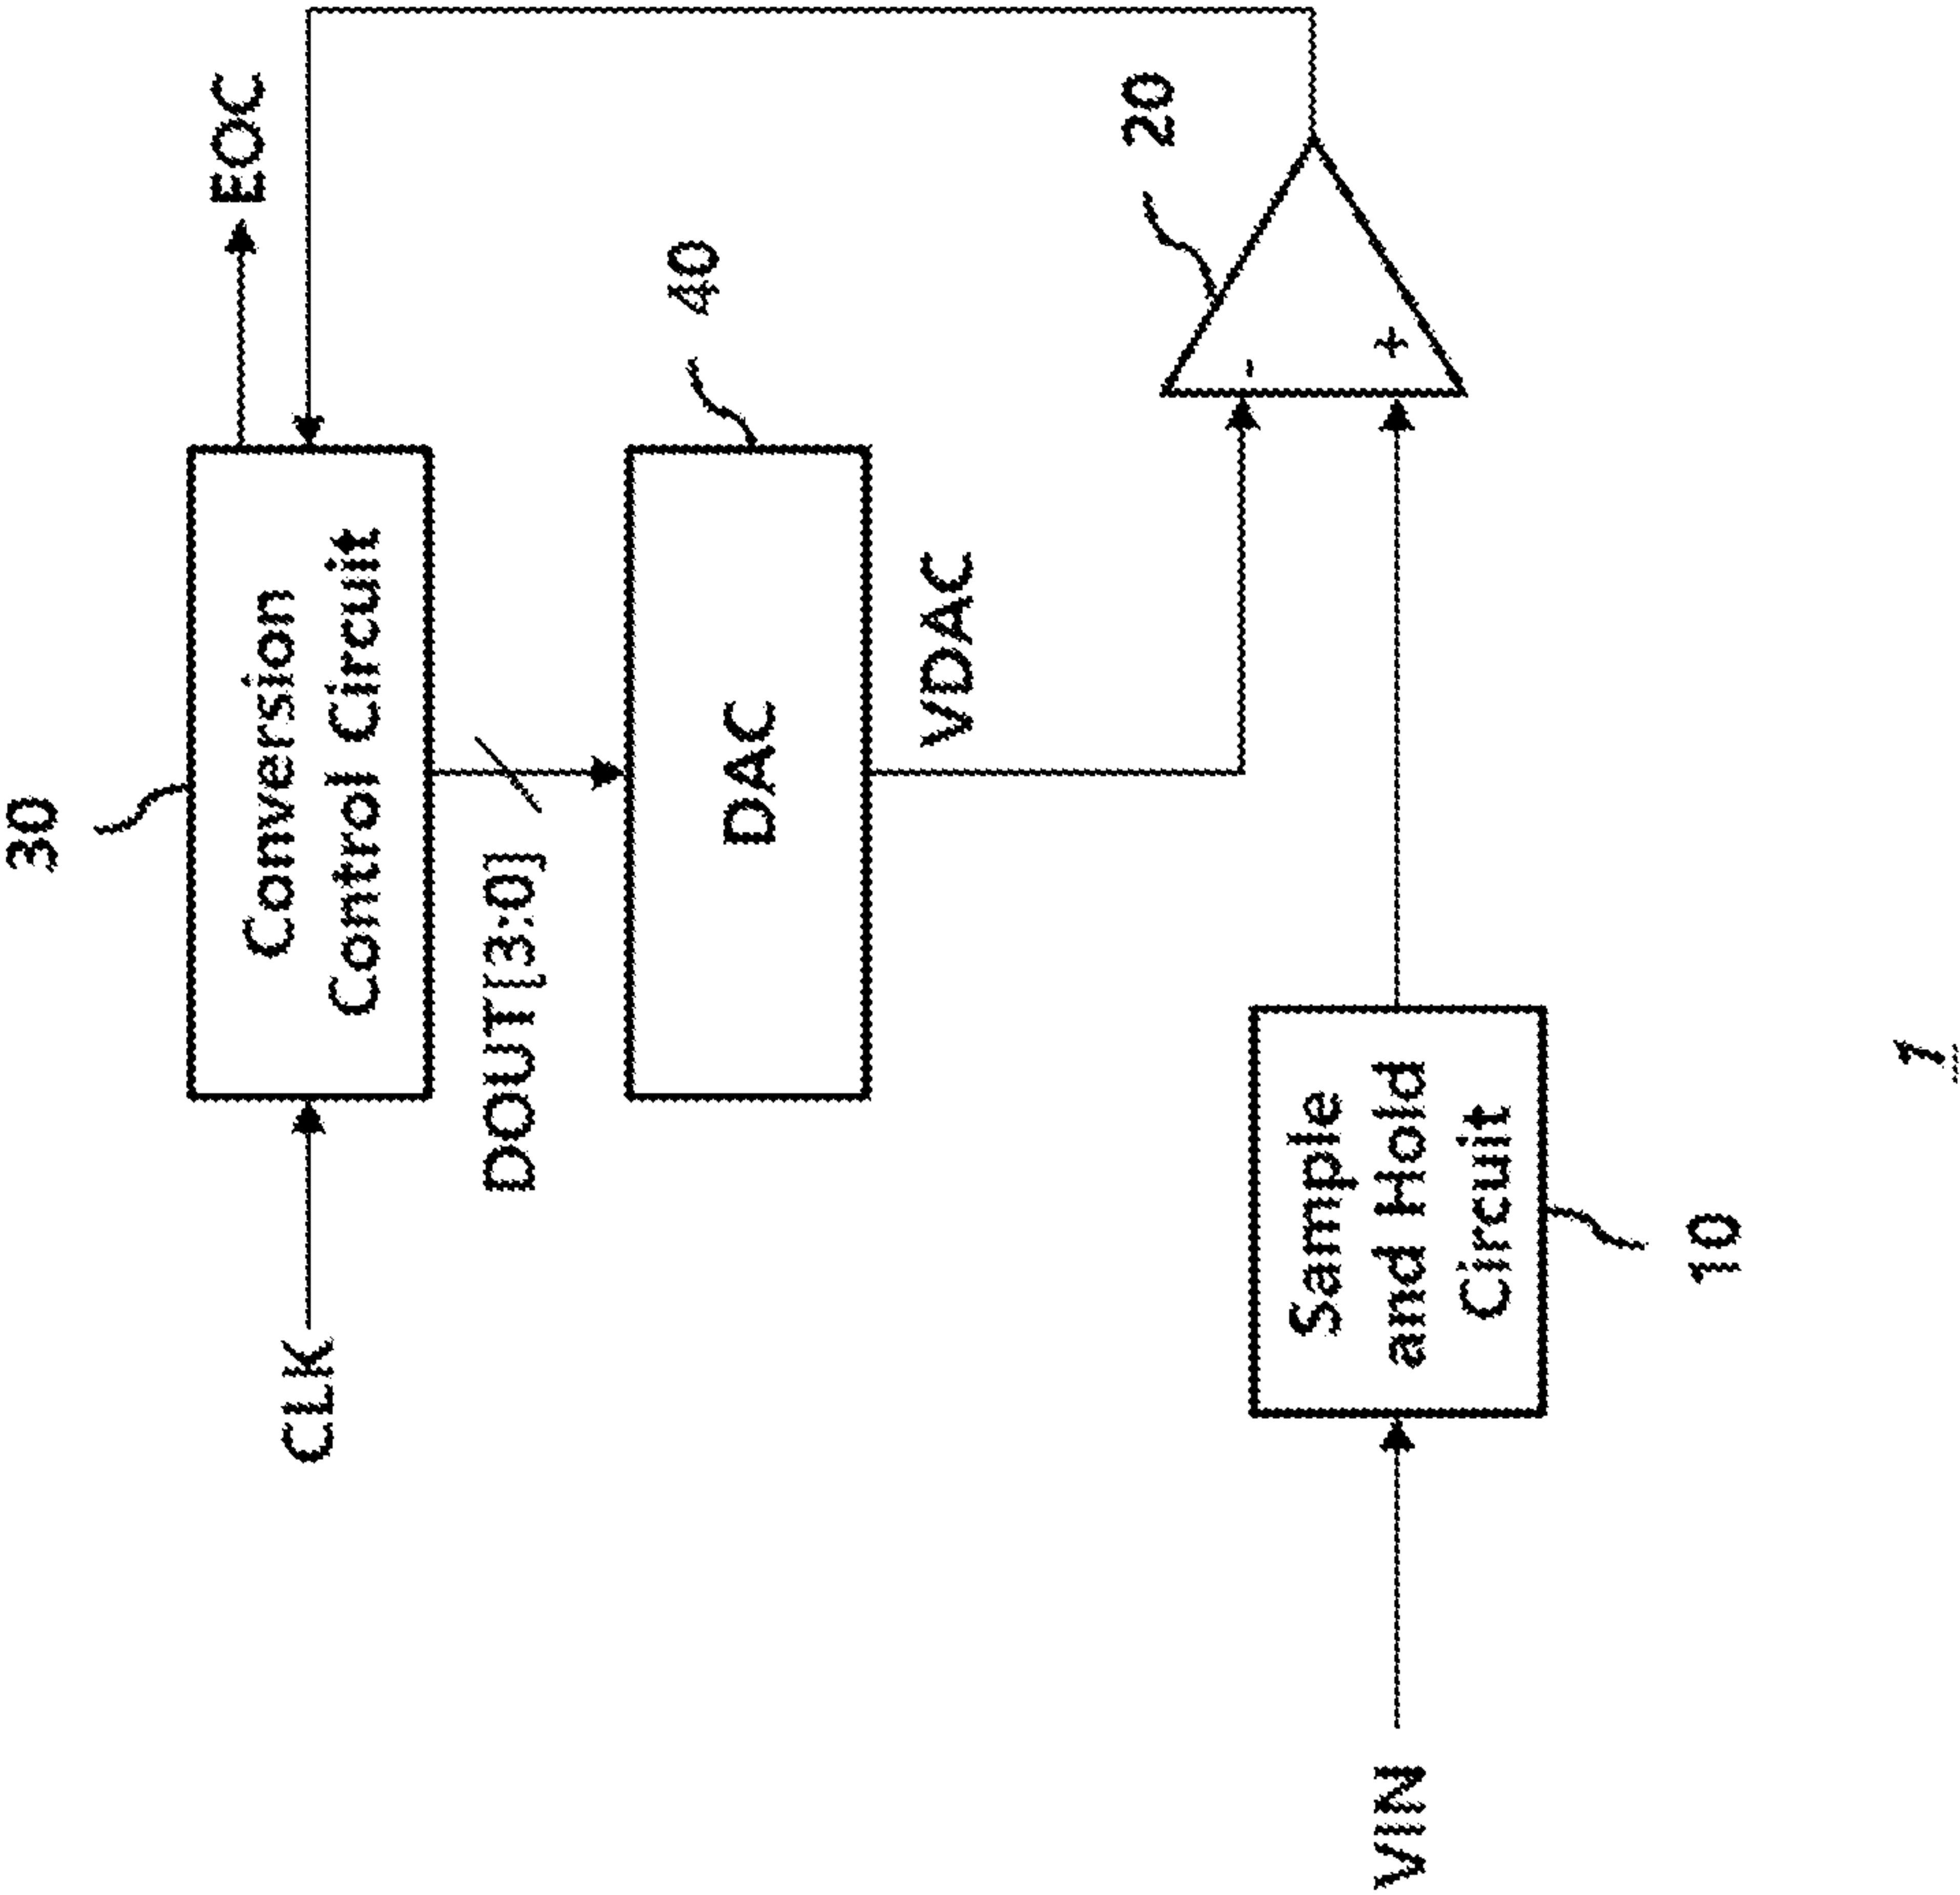 30
Conversion
Control Circuit
EOC
CLK
DOUT[3:0]
40
DAC
VDAC
20
-
+
Sample
and Hold
Circuit
VIN
10
1